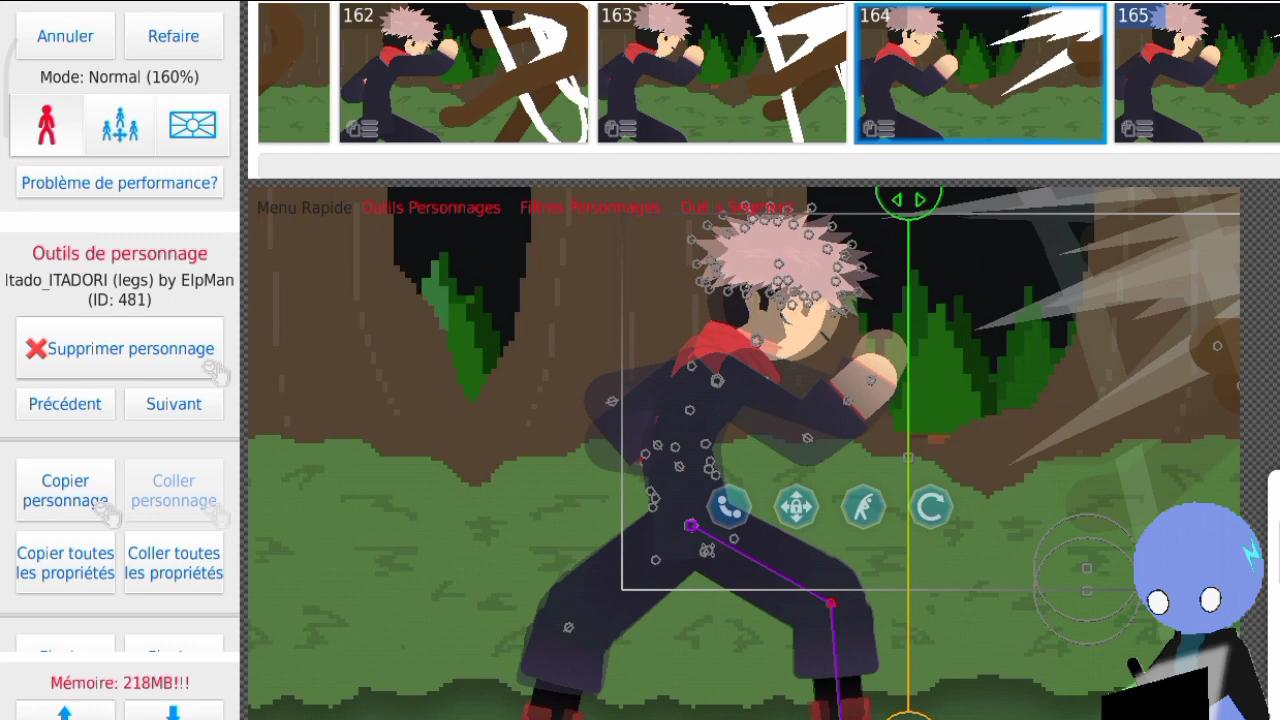 Annuler
Refaire
Mode: Normal (160%)
Problème de performance?
Outils de personnage
ltado_ITADORI (legs) by ElpMan
(ID: 481)
Supprimer personnage
Précédent
Suivant
Copier
personnage
Coller
personnage
Copier toutes
les propriétés
Coller toutes
les propriétés
Mémoire: 218MB!!!
162
163
164
165
Menu Rapide
Outils Personnages
Filtres Personnages